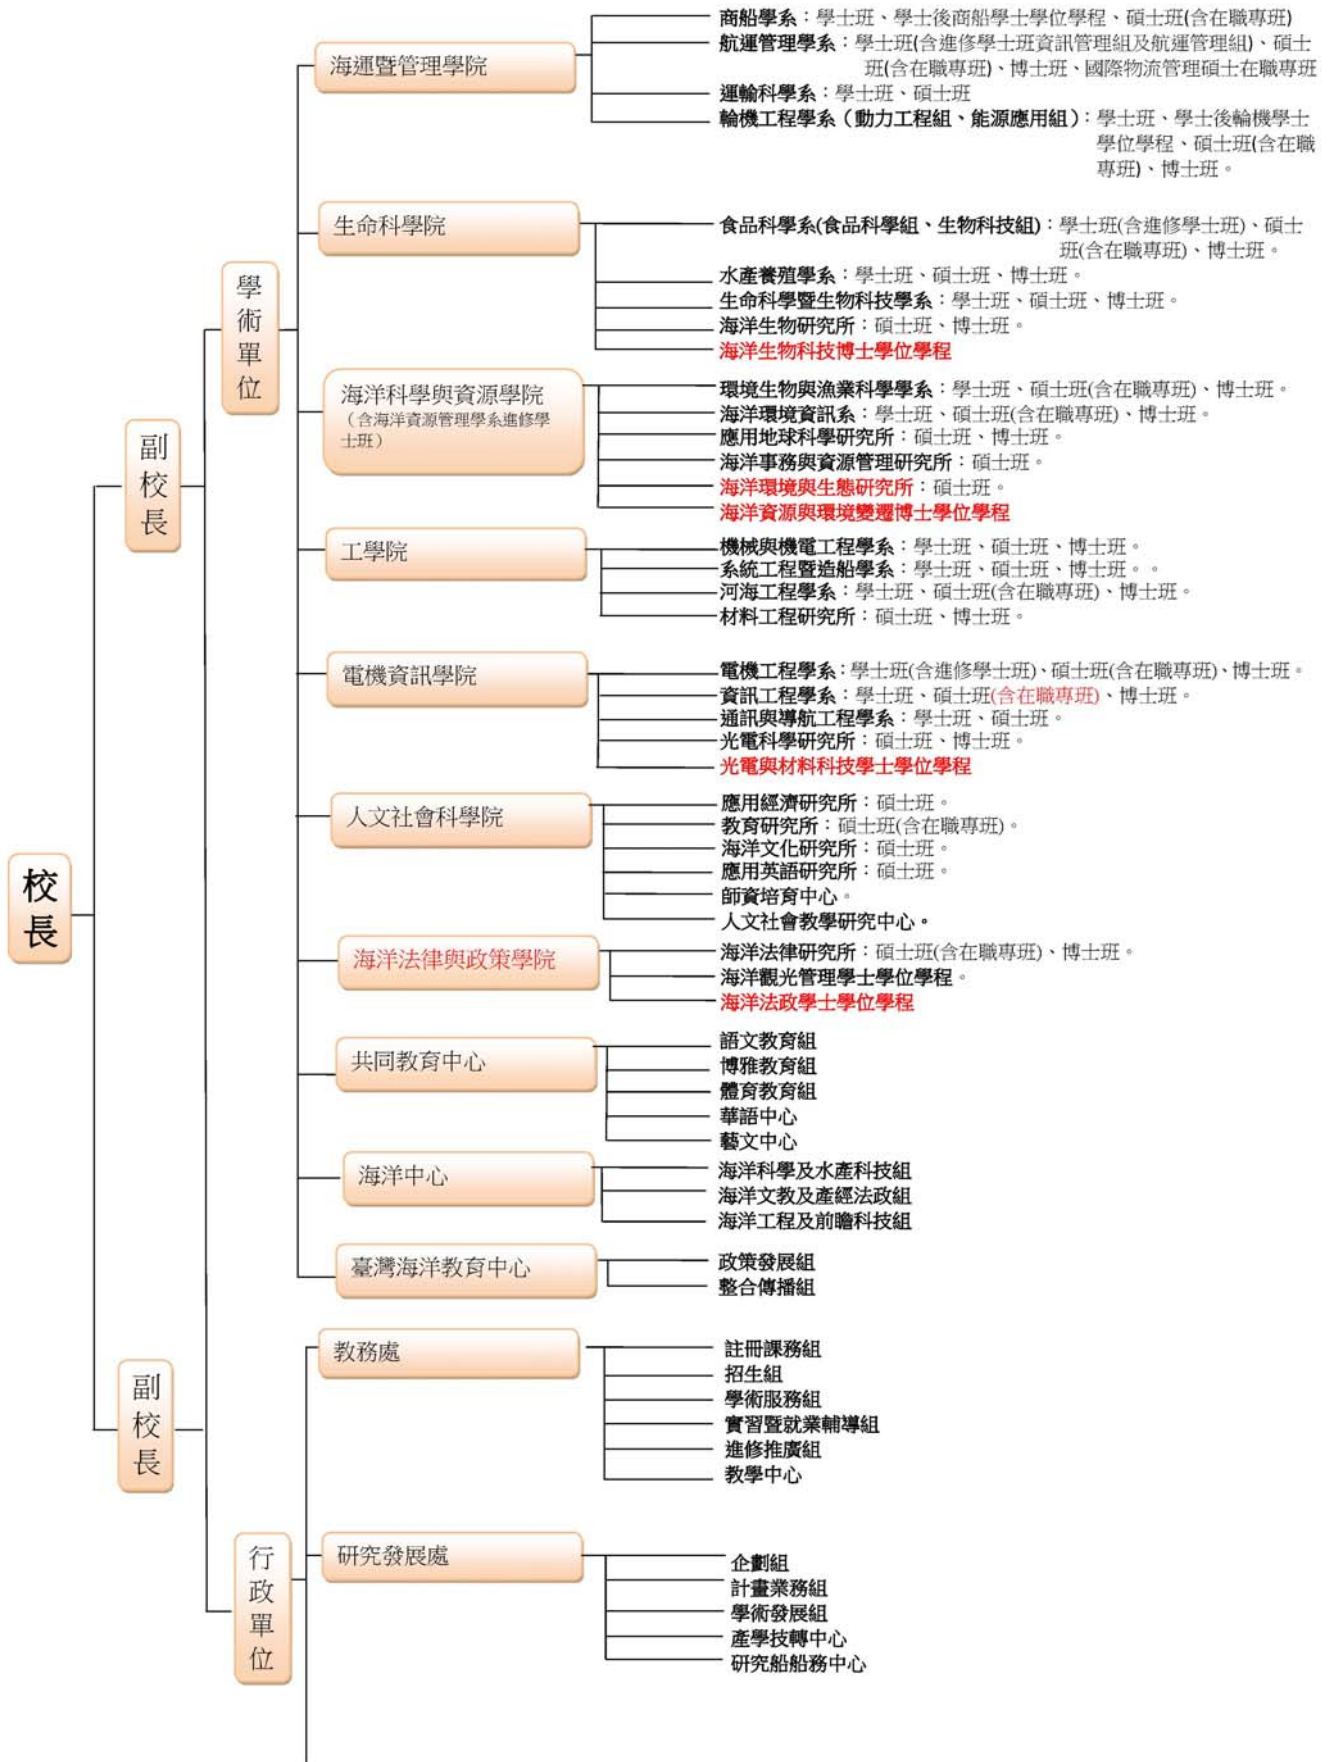 校長
副校長
副校長
學術單位
海運暨管理學院
商船學系：學士班、學士後商船學士學位學程、碩士班(含在職專班)
航運管理學系：學士班(含進修學士班資訊管理組及航運管理組)、碩士
班(含在職專班)、博士班、國際物流管理碩士在職專班
運輸科學系：學士班、碩士班
輪機工程學系（動力工程組、能源應用組）：學士班、學士後輪機學士
學位學程、碩士班(含在職
專班)、博士班。
生命科學院
食品科學系(食品科學組、生物科技組)：學士班(含進修學士班)、碩士
班(含在職專班)、博士班。
水產養殖學系：學士班、碩士班、博士班。
生命科學暨生物科技學系：學士班、碩士班、博士班。
海洋生物研究所：碩士班、博士班。
海洋生物科技博士學位學程
海洋科學與資源學院
（含海洋資源管理學系進修學
士班）
環境生物與漁業科學學系：學士班、碩士班(含在職專班)、博士班。
海洋環境資訊系：學士班、碩士班(含在職專班)、博士班。
應用地球科學研究所：碩士班、博士班。
海洋事務與資源管理研究所：碩士班。
海洋環境與生態研究所：碩士班。
海洋資源與環境變遷博士學位學程
工學院
機械與機電工程學系：學士班、碩士班、博士班。
系統工程暨造船學系：學士班、碩士班、博士班。。
河海工程學系：學士班、碩士班(含在職專班)、博士班。
材料工程研究所：碩士班、博士班。
電機資訊學院
電機工程學系：學士班(含進修學士班)、碩士班(含在職專班)、博士班。
資訊工程學系：學士班、碩士班(含在職專班)、博士班。
通訊與導航工程學系：學士班、碩士班。
光電科學研究所：碩士班、博士班。
光電與材料科技學士學位學程
人文社會科學院
應用經濟研究所：碩士班。
教育研究所：碩士班(含在職專班)。
海洋文化研究所：碩士班。
應用英語研究所：碩士班。
師資培育中心。
人文社會教學研究中心。
海洋法律與政策學院
海洋法律研究所：碩士班(含在職專班)、博士班。
海洋觀光管理學士學位學程。
海洋法政學士學位學程
共同教育中心
語文教育組
博雅教育組
體育教育組
華語中心
藝文中心
海洋中心
海洋科學及水產科技組
海洋文教及產經法政組
海洋工程及前瞻科技組
臺灣海洋教育中心
政策發展組
整合傳播組
行政單位
教務處
註冊課務組
招生組
學術服務組
實習暨就業輔導組
進修推廣組
教學中心
研究發展處
企劃組
計畫業務組
學術發展組
產學技轉中心
研究船船務中心